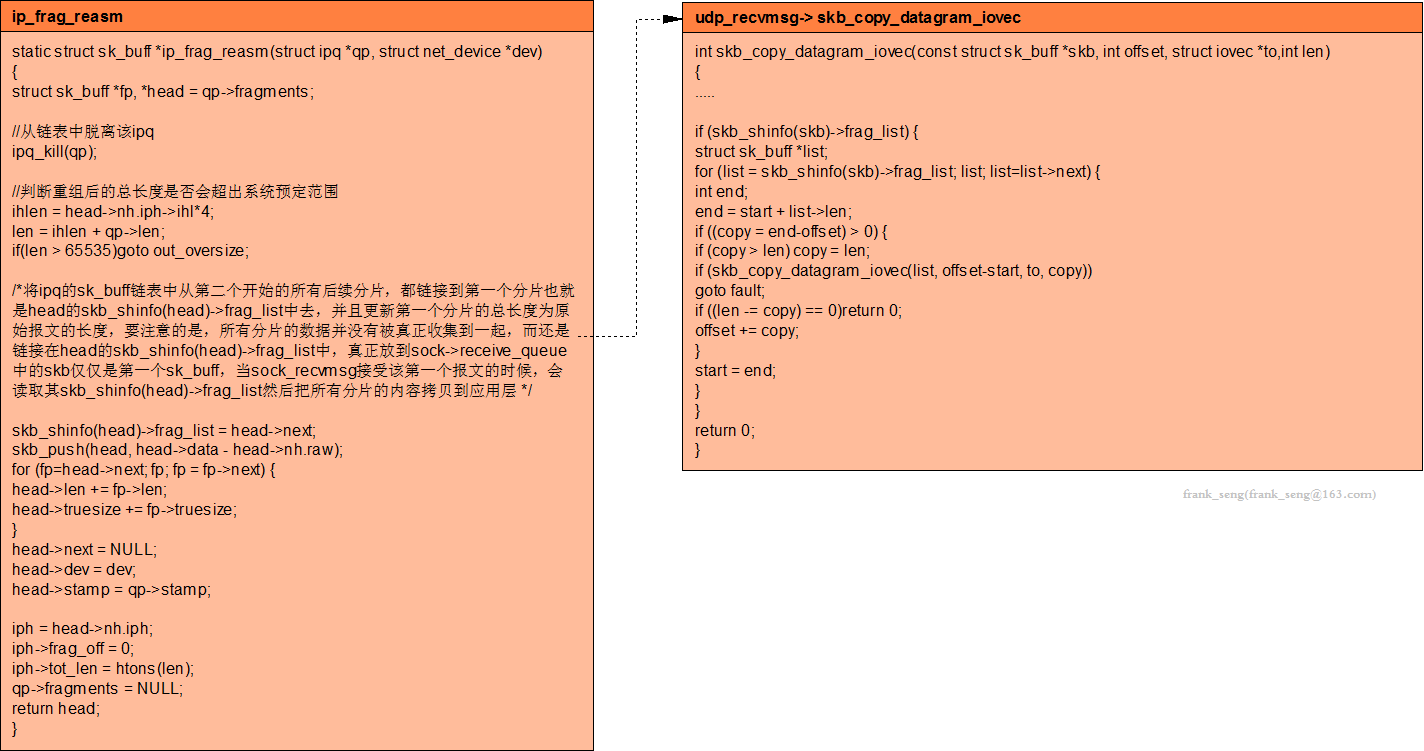 ip_frag_reasm
static struct sk_buff *ip_frag_reasm(struct ipq *qp, struct net_device *dev)
{
struct sk_buff *fp, *head = qp->fragments;
//从链表中脱离该ipq
ipq_kill(qp);
//判断重组后的总长度是否会超出系统预定范围
ihlen = head->nh.iph->ihl*4;
len = ihlen + qp->len;
if(len > 65535)goto out_oversize;
/*将ipq的sk_buff链表中从第二个开始的所有后续分片，都链接到第一个分片也就
是head的skb_shinfo(head)->frag_list中去，并且更新第一个分片的总长度为原
始报文的长度，要注意的是，所有分片的数据并没有被真正收集到一起，而还是
链接在head的skb_shinfo(head)->frag_list中，真正放到sock->receive_queue
中的skb仅仅是第一个sk_buff，当sock_recvmsg接受该第一个报文的时候，会
读取其skb_shinfo(head)->frag_list然后把所有分片的内容拷贝到应用层 */
skb_shinfo(head)->frag_list = head->next;
skb_push(head, head->data - head->nh.raw);
for (fp=head->next; fp; fp = fp->next) {
head->len += fp->len;
head->truesize += fp->truesize;
}
head->next = NULL;
head->dev = dev;
head->stamp = qp->stamp;
iph = head->nh.iph;
iph->frag_off = 0;
iph->tot_len = htons(len);
qp->fragments = NULL;
return head;
}
udp_recvmsg-> skb_copy_datagram_iovec
int skb_copy_datagram_iovec(const struct sk_buff *skb, int offset, struct iovec *to,int len)
{
.....
if (skb_shinfo(skb)->frag_list) {
struct sk_buff *list;
for (list = skb_shinfo(skb)->frag_list; list; list=list->next) {
int end;
end = start + list->len;
if ((copy = end-offset) > 0) {
if (copy > len) copy = len;
if (skb_copy_datagram_iovec(list, offset-start, to, copy))
goto fault;
if ((len -= copy) == 0)return 0;
offset += copy;
}
start = end;
}
}
return 0;
}
frank_seng(frank_seng@163.com)